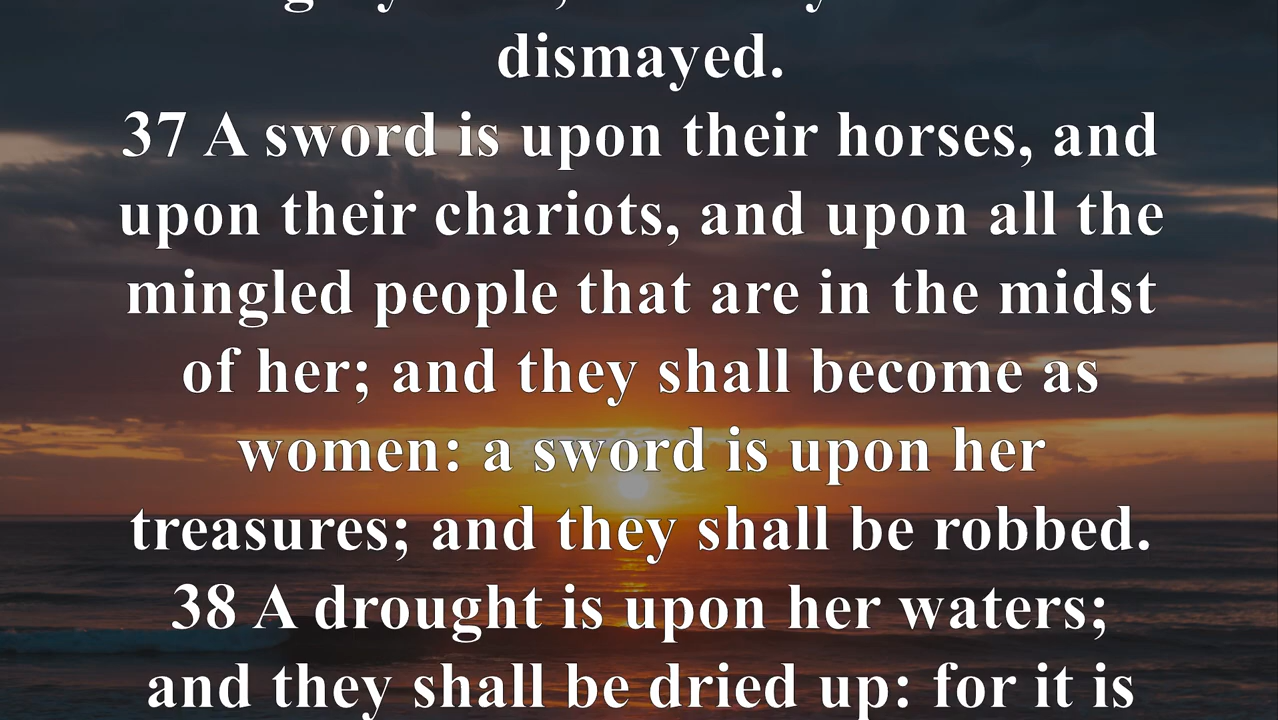 dismayed.
37 A sword is upon their horses, and
upon their chariots, and upon all the
mingled people that are in the midst
of her; and they shall become as
women: a sword is upon her
treasures; and they shall be robbed.
38 A drought is upon her waters;
and they shall be dried up: for it is